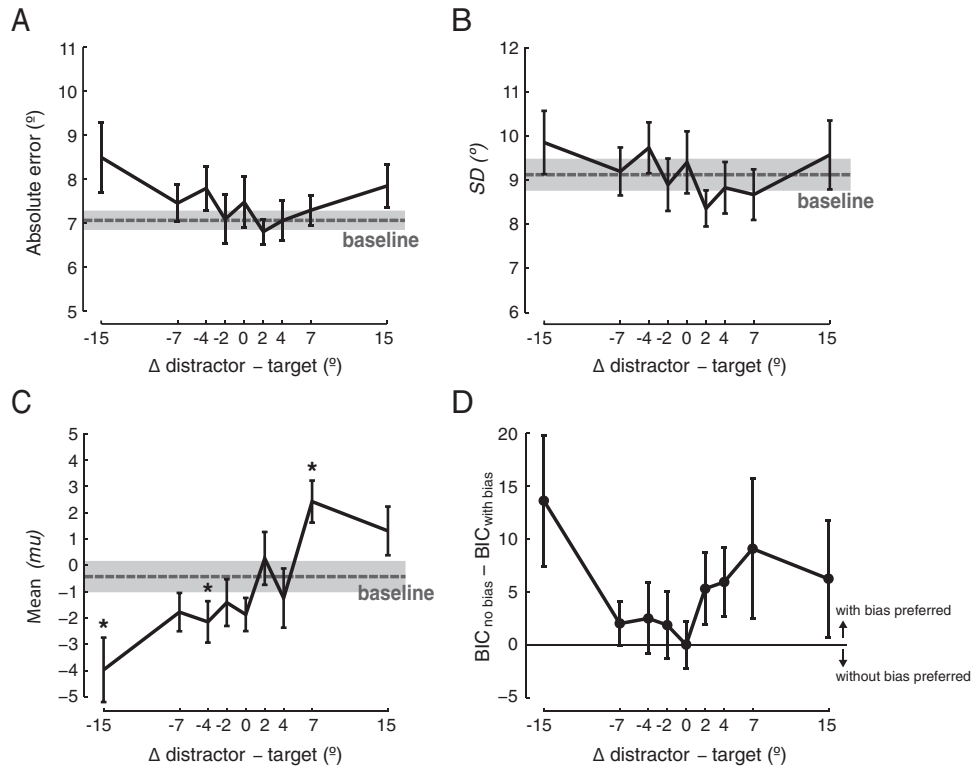 A
11
10
9
8
7
6
5
Absolute error (º)
baseline
-15 -7 -4 -2 0 2 4 7 15
Δ distractor – target (º)
B
12
11
10
9
8
7
6
SD (º)
baseline
-15 -7 -4 -2 0 2 4 7 15
Δ distractor – target (º)
C
5
4
3
2
1
0
−1
−2
−3
−4
−5
Mean (mu)
* * *
baseline
-15 -7 -4 -2 0 2 4 7 15
Δ distractor – target (º)
D
20
15
10
5
0
−5
BIC no bias – BIC with bias
with bias preferred
without bias preferred
-15 -7 -4 -2 0 2 4 7 15
Δ distractor – target (º)